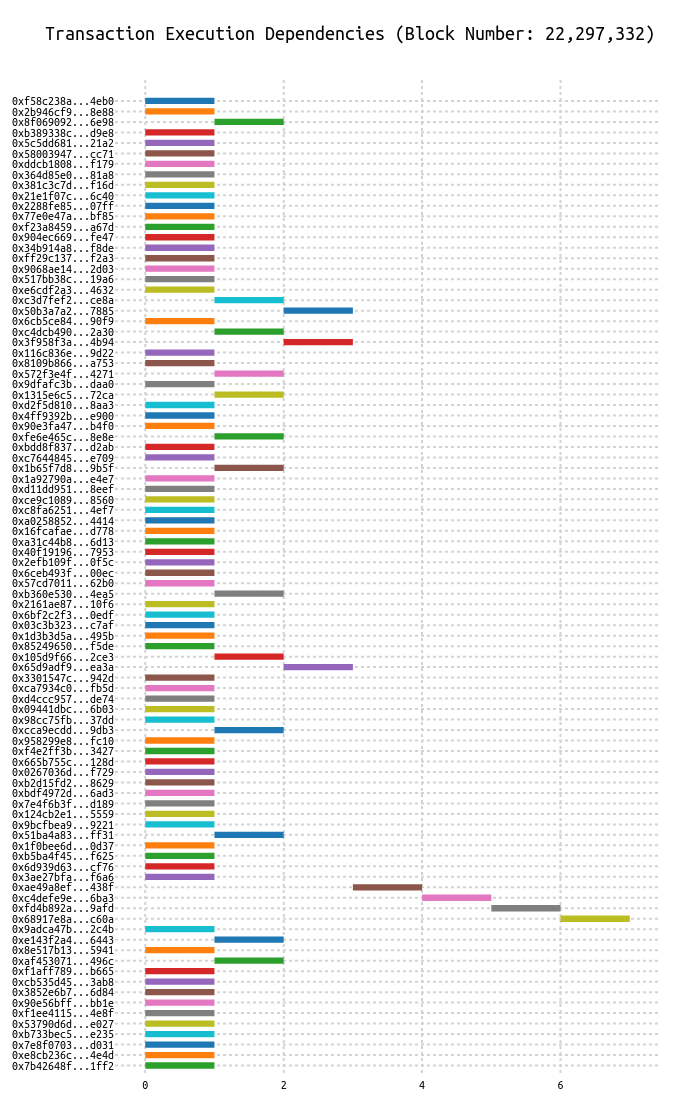 Transaction Execution Dependencies (Block Number: 22,297,332)
0xf58c238a...4eb0
0x2b946cf9...8e88
0x8f069092...6e98
0xb389338c...d9e8
0x5c5dd681...21a2
0x58003947...cc71
0xddcb1808...f179
0x364d85e0...81a8
0x381c3c7d...f16d
0x21e1f07c...6c40
0x2288fe85...07ff
0x77e0e47a...bf85
0xf23a8459...a67d
0x904ec669...fe47
0x34b914a8...f8de
0xff29c137...f2a3
0x9068ae14...2d03
0x517bb38c...19a6
0xe6cdf2a3...4632
0xc3d7fef2...ce8a
0x50b3a7a2...7885
0x6cb5ce84...90f9
0xc4dcb490...2a30
0x3f958f3a...4b94
0x116c836e...9d22
0x8109b866...a753
0x572f3e4f...4271
0x9dfafc3b...daa0
0x1315e6c5...72ca
0xd2f5d810...8aa3
0x4ff9392b...e900
0x90e3fa47...b4f0
0xfe6e465c...8e8e
0xbdd8f837...d2ab
0xc7644845...e709
0x1b65f7d8...9b5f
0x1a92790a...e4e7
0xd11dd951...8eef
0xce9c1089...8560
0xc8fa6251...4ef7
0xa0258852...4414
0x16fcafae...d778
0xa31c44b8...6d13
0x40f19196...7953
0x2efb109f...0f5c
0x6ceb493f...00ec
0x57cd7011...62b0
0xb360e530...4ea5
0x2161ae87...10f6
0x6bf2c2f3...0edf
0x03c3b323...c7af
0x1d3b3d5a...495b
0x85249650...f5de
0x105d9f66...2ce3
0x65d9adf9...ea3a
0x3301547c...942d
0xca7934c0...fb5d
0xd4ccc957...de74
0x09441dbc...6b03
0x98cc75fb...37dd
0xcca9ecdd...9db3
0x958299e8...fc10
0xf4e2ff3b...3427
0x665b755c...128d
0x0267036d...f729
0xb2d15fd2...8629
0xbdf4972d...6ad3
0x7e4f6b3f...d189
0x124cb2e1...5559
0x9bcfbea9...9221
0x51ba4a83...ff31
0x1f0bee6d...0d37
0xb5ba4f45...f625
0x6d939d63...cf76
0x3ae27bfa...f6a6
0xae49a8ef...438f
0xc4defe9e...6ba3
0xfd4b892a...9afd
0x68917e8a...c60a
0x9adca47b...2c4b
0xe143f2a4...6443
0x8e517b13...5941
0xaf453071...496c
0xf1aff789...b665
0xcb535d45...3ab8
0x3852e6b7...6d84
0x90e56bff...bb1e
0xf1ee4115...4e8f
0x53790d6d...e027
0xb733bec5...e235
0x7e8f0703...d031
0xe8cb236c...4e4d
0x7b42648f...1ff2
0 2 4 6